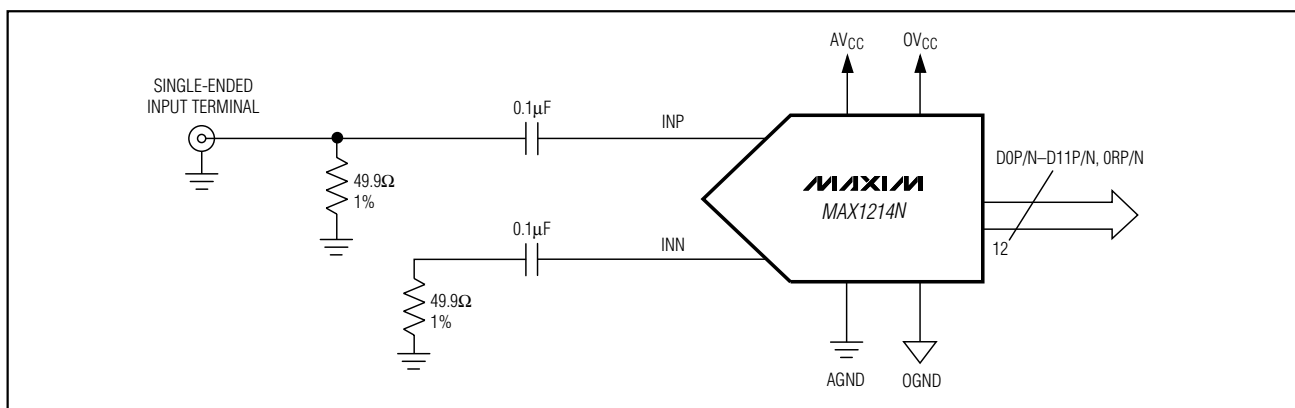 AVCC
OVCC
SINGLE-ENDED
INPUT TERMINAL
0.1µF
INP
D0P/N–D11P/N, ORP/N
49.9Ω
1%
MAXIM
MAX1214N
0.1µF
INN
12
49.9Ω
1%
AGND
OGND